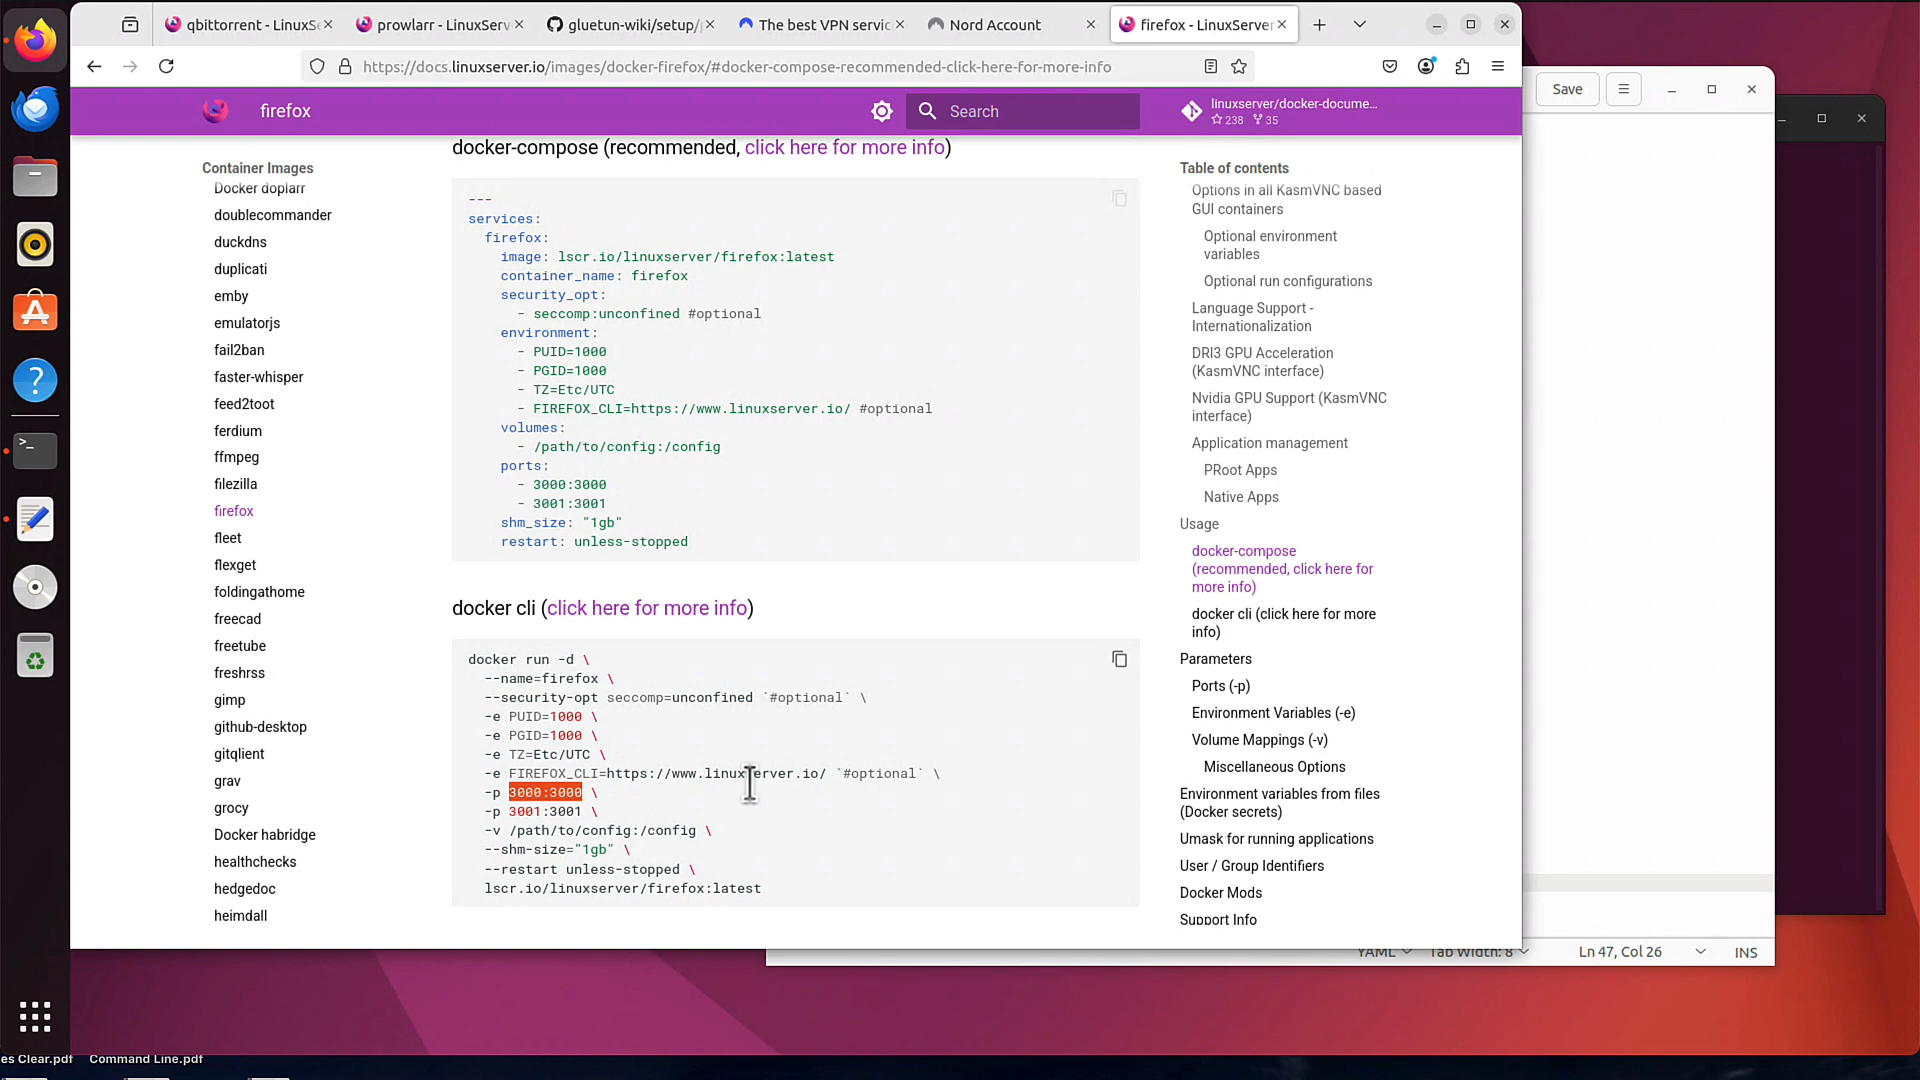 qbittorrent - LinuxSe
prowlarr - LinuxServ
gluetun-wiki/setup/
The best VPN servic
Nord Account
firefox - LinuxServer
https://docs.linuxserver.io/images/docker-firefox/#docker-compose-recommended-click-here-for-more-info
Save
firefox
Search
linuxserver/docker-docume...
238 35
Container Images
Docker doplarr
doublecommander
duckdns
duplicati
emby
emulatorjs
fail2ban
faster-whisper
feed2toot
ferdium
ffmpeg
filezilla
firefox
fleet
flexget
foldingathome
freecad
freetube
freshrss
gimp
github-desktop
gitqlient
grav
grocy
Docker habridge
healthchecks
hedgedoc
heimdall
docker-compose (recommended, click here for more info)
---
services:
  firefox:
    image: lscr.io/linuxserver/firefox:latest
    container_name: firefox
    security_opt:
      - seccomp:unconfined #optional
    environment:
      - PUID=1000
      - PGID=1000
      - TZ=Etc/UTC
      - FIREFOX_CLI=https://www.linuxserver.io/ #optional
    volumes:
      - /path/to/config:/config
    ports:
      - 3000:3000
      - 3001:3001
    shm_size: "1gb"
    restart: unless-stopped
docker cli (click here for more info)
docker run -d \
  --name=firefox \
  --security-opt seccomp=unconfined `#optional` \
  -e PUID=1000 \
  -e PGID=1000 \
  -e TZ=Etc/UTC \
  -e FIREFOX_CLI=https://www.linuxserver.io/ `#optional` \
  -p 3000:3000 \
  -p 3001:3001 \
  -v /path/to/config:/config \
  --shm-size="1gb" \
  --restart unless-stopped \
  lscr.io/linuxserver/firefox:latest
Table of contents
Options in all KasmVNC based
GUI containers
Optional environment
variables
Optional run configurations
Language Support -
Internationalization
DRI3 GPU Acceleration
(KasmVNC interface)
Nvidia GPU Support (KasmVNC
interface)
Application management
PRoot Apps
Native Apps
Usage
docker-compose
(recommended, click here for
more info)
docker cli (click here for more
info)
Parameters
Ports (-p)
Environment Variables (-e)
Volume Mappings (-v)
Miscellaneous Options
Environment variables from files
(Docker secrets)
Umask for running applications
User / Group Identifiers
Docker Mods
Support Info
YAML Tab Width: 8 Ln 47, Col 26 INS
es Clear.pdf Command Line.pdf